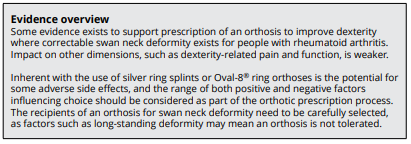 Evidence overview
Some evidence exists to support prescription of an orthosis to improve dexterity
where correctable swan neck deformity exists for people with rheumatoid arthritis.
Impact on other dimensions, such as dexterity-related pain and function, is weaker.
Inherent with the use of silver ring splints or Oval-8® ring orthoses is the potential for
some adverse side effects, and the range of both positive and negative factors
influencing choice should be considered as part of the orthotic prescription process.
The recipients of an orthosis for swan neck deformity need to be carefully selected,
as factors such as long-standing deformity may mean an orthosis is not tolerated.